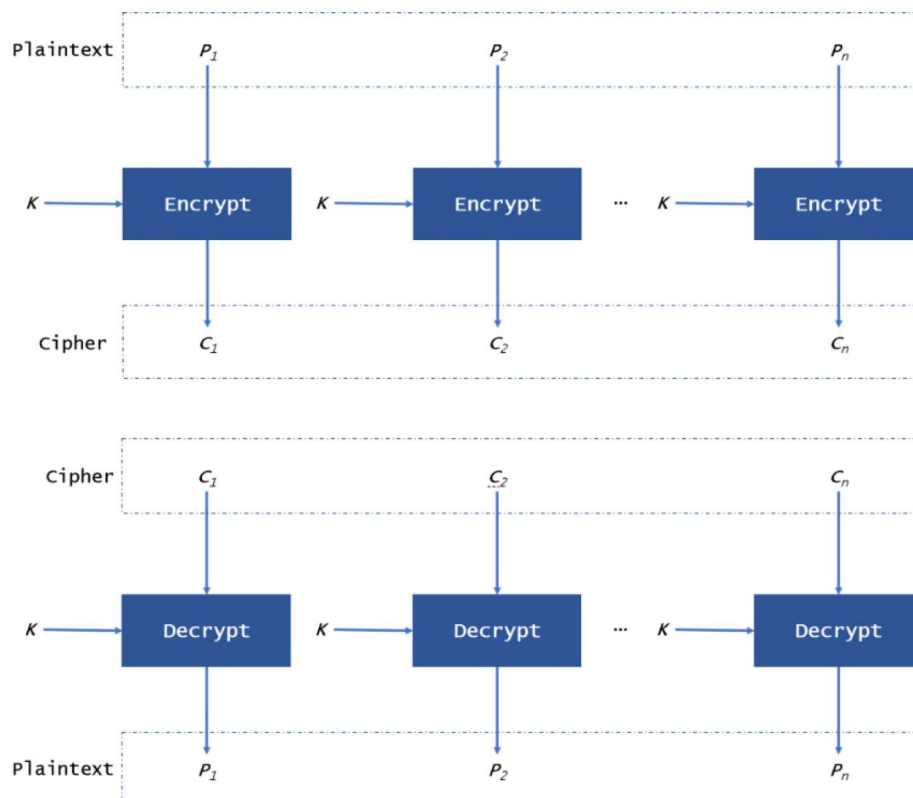 Plaintext P₁ P₂ Pₙ
K Encrypt K Encrypt ... K Encrypt
Cipher C₁ C₂ Cₙ
Cipher C₁ C₂ Cₙ
K Decrypt K Decrypt ... K Decrypt
Plaintext P₁ P₂ Pₙ